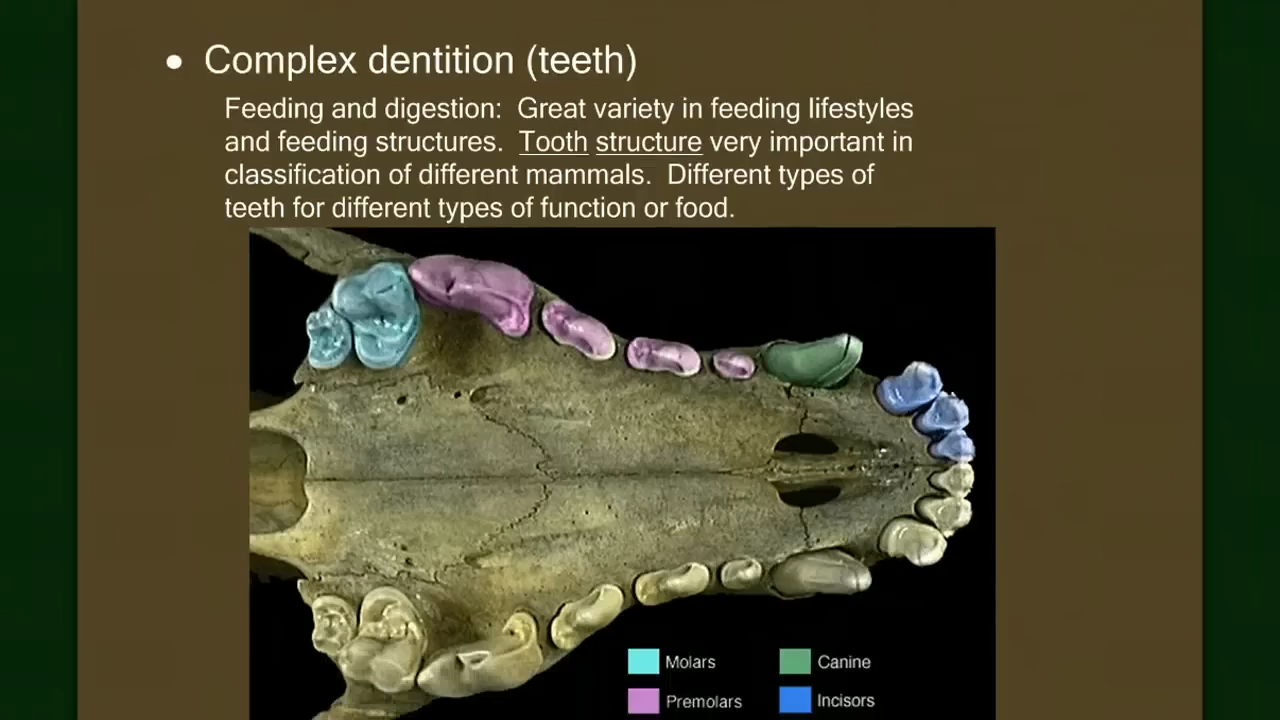 • Complex dentition (teeth)
Feeding and digestion: Great variety in feeding lifestyles
and feeding structures. Tooth structure very important in
classification of different mammals. Different types of
teeth for different types of function or food.
Molars
Canine
Premolars
Incisors